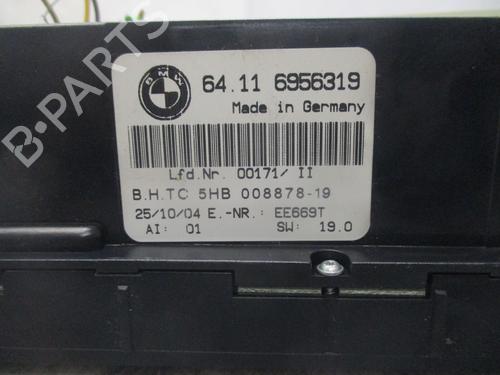 BMW
64.11 6956319
Made in Germany
Lfd.Nr. 00171/ II
B.H.TC 5HB 008878-19
25/10/04 E.-NR.: EE669T
AI: 01 SW: 19.0
B-PARTS